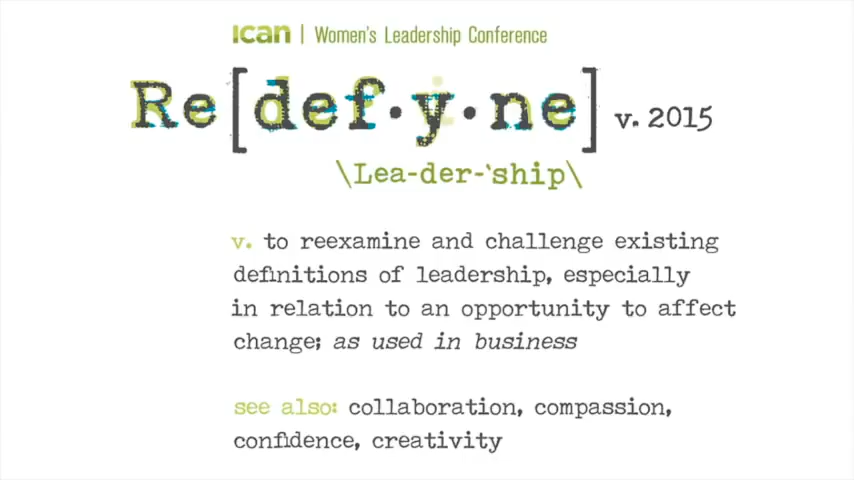 ican | Women's Leadership Conference
Re[def·y·ne] v. 2015
\Lea-der-`ship\
v. to reexamine and challenge existing
definitions of leadership, especially
in relation to an opportunity to affect
change; as used in business
see also: collaboration, compassion,
confidence, creativity